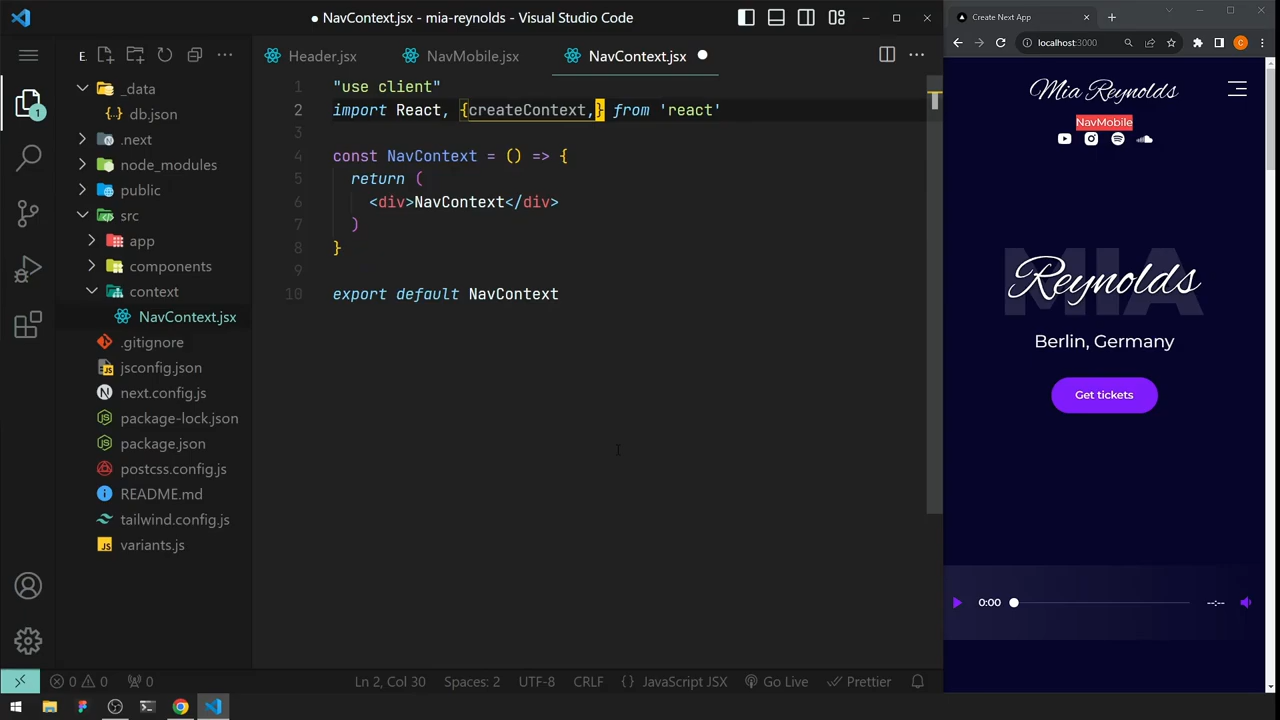 ● NavContext.jsx - mia-reynolds - Visual Studio Code
E
Header.jsx
NavMobile.jsx
NavContext.jsx
_data
db.json
.next
node_modules
public
src
app
components
context
NavContext.jsx
.gitignore
jsconfig.json
next.config.js
package-lock.json
package.json
postcss.config.js
README.md
tailwind.config.js
variants.js
1
1 "use client"
2 import React, {createContext,} from 'react'
3
4 const NavContext = () => {
5 return (
6 <div>NavContext</div>
7 )
8 }
9
10 export default NavContext
0 0 0
Ln 2, Col 30
Spaces: 2
UTF-8
CRLF
{} JavaScript JSX
Go Live
Prettier
Create Next App
localhost:3000
C
Mia Reynolds
NavMobile
MIA
Reynolds
Berlin, Germany
Get tickets
0:00
--:--